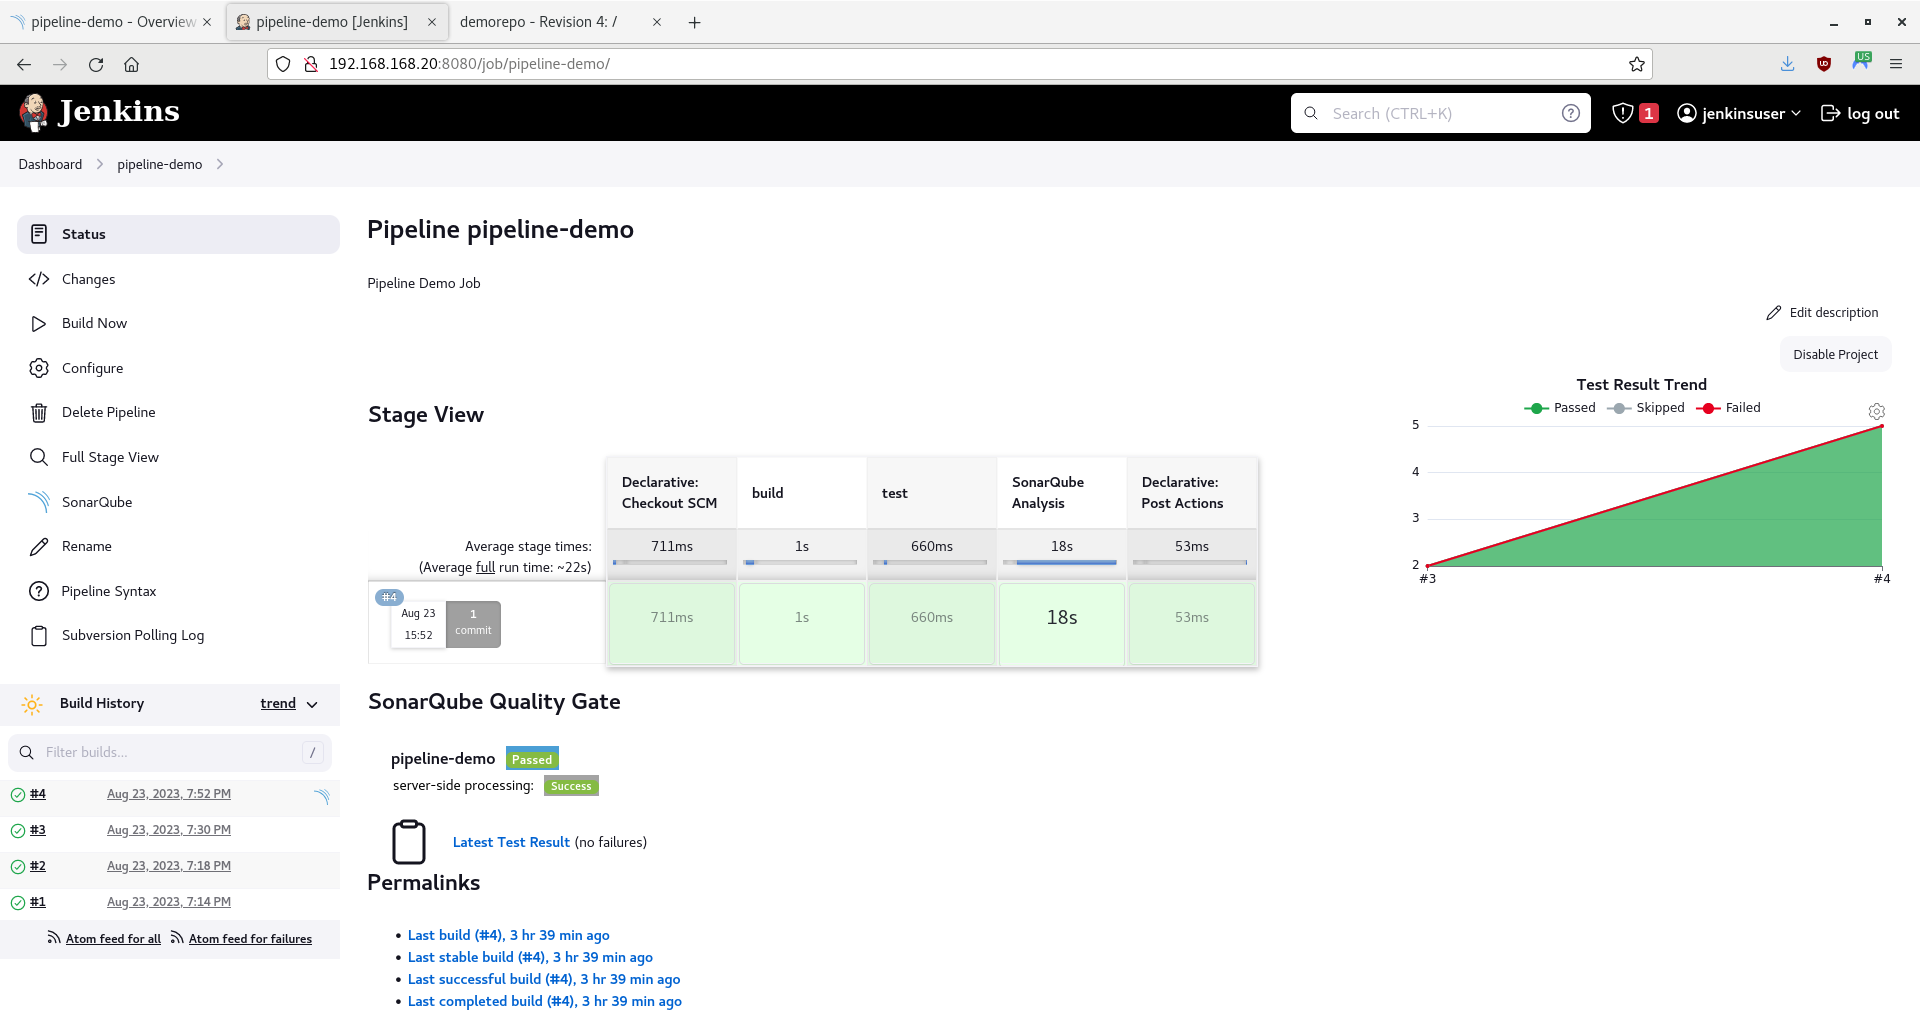 pipeline-demo - Overview
pipeline-demo [Jenkins]
demorepo - Revision 4: /
192.168.168.20:8080/job/pipeline-demo/
US
Jenkins
Search (CTRL+K)
1
jenkinsuser
log out
Dashboard
pipeline-demo
Status
Changes
Build Now
Configure
Delete Pipeline
Full Stage View
SonarQube
Rename
Pipeline Syntax
Subversion Polling Log
Build History
trend
Filter builds...
/
#4 Aug 23, 2023, 7:52 PM
#3 Aug 23, 2023, 7:30 PM
#2 Aug 23, 2023, 7:18 PM
#1 Aug 23, 2023, 7:14 PM
Atom feed for all Atom feed for failures
Pipeline pipeline-demo
Pipeline Demo Job
Edit description
Disable Project
Stage View
Declarative: Checkout SCM
build
test
SonarQube Analysis
Declarative: Post Actions
Average stage times:
(Average full run time: ~22s)
711ms 1s 660ms 18s 53ms
#4
Aug 23
15:52
1
commit
711ms 1s 660ms 18s 53ms
Test Result Trend
Passed Skipped Failed
5
4
3
2
#3 #4
SonarQube Quality Gate
pipeline-demo Passed
server-side processing: Success
Latest Test Result (no failures)
Permalinks
• Last build (#4), 3 hr 39 min ago
• Last stable build (#4), 3 hr 39 min ago
• Last successful build (#4), 3 hr 39 min ago
• Last completed build (#4), 3 hr 39 min ago